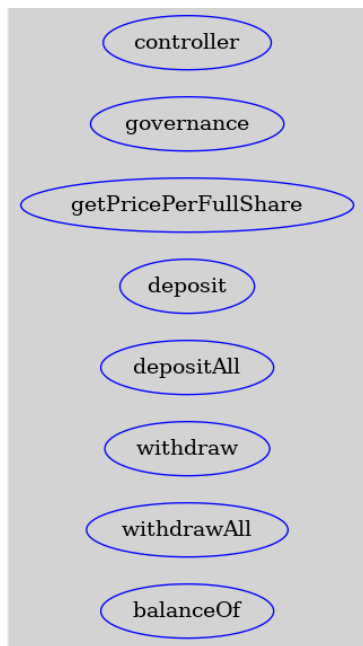 controller
governance
getPricePerFullShare
deposit
depositAll
withdraw
withdrawAll
balanceOf